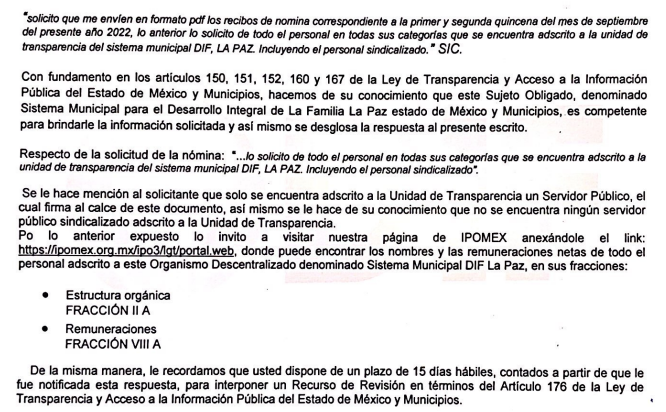 "solicito que me envíen en formato pdf los recibos de nomina correspondiente a la primer y segunda quincena del mes de septiembre
del presente año 2022, lo anterior lo solicito de todo el personal en todas sus categorías que se encuentra adscrito a la unidad de
transparencia del sistema municipal DIF, LA PAZ. Incluyendo el personal sindicalizado." SIC.
Con fundamento en los artículos 150, 151, 152, 160 y 167 de la Ley de Transparencia y Acceso a la Información
Pública del Estado de México y Municipios, hacemos de su conocimiento que este Sujeto Obligado, denominado
Sistema Municipal para el Desarrollo Integral de La Familia La Paz estado de México y Municipios, es competente
para brindarle la información solicitada y así mismo se desglosa la respuesta al presente escrito.
Respecto de la solicitud de la nómina: "...lo solicito de todo el personal en todas sus categorías que se encuentra adscrito a la
unidad de transparencia del sistema municipal DIF, LA PAZ. Incluyendo el personal sindicalizado".
Se le hace mención al solicitante que solo se encuentra adscrito a la Unidad de Transparencia un Servidor Público, el
cual firma al calce de este documento, así mismo se le hace de su conocimiento que no se encuentra ningún servidor
público sindicalizado adscrito a la Unidad de Transparencia.
Po lo anterior expuesto lo invito a visitar nuestra página de IPOMEX anexándole el link:
https://ipomex.org.mx/ipo3/lgt/portal.web, donde puede encontrar los nombres y las remuneraciones netas de todo el
personal adscrito a este Organismo Descentralizado denominado Sistema Municipal DIF La Paz, en sus fracciones:
• Estructura orgánica
FRACCIÓN II A
• Remuneraciones
FRACCIÓN VIII A
De la misma manera, le recordamos que usted dispone de un plazo de 15 días hábiles, contados a partir de que le
fue notificada esta respuesta, para interponer un Recurso de Revisión en términos del Artículo 176 de la Ley de
Transparencia y Acceso a la Información Pública del Estado de México y Municipios.